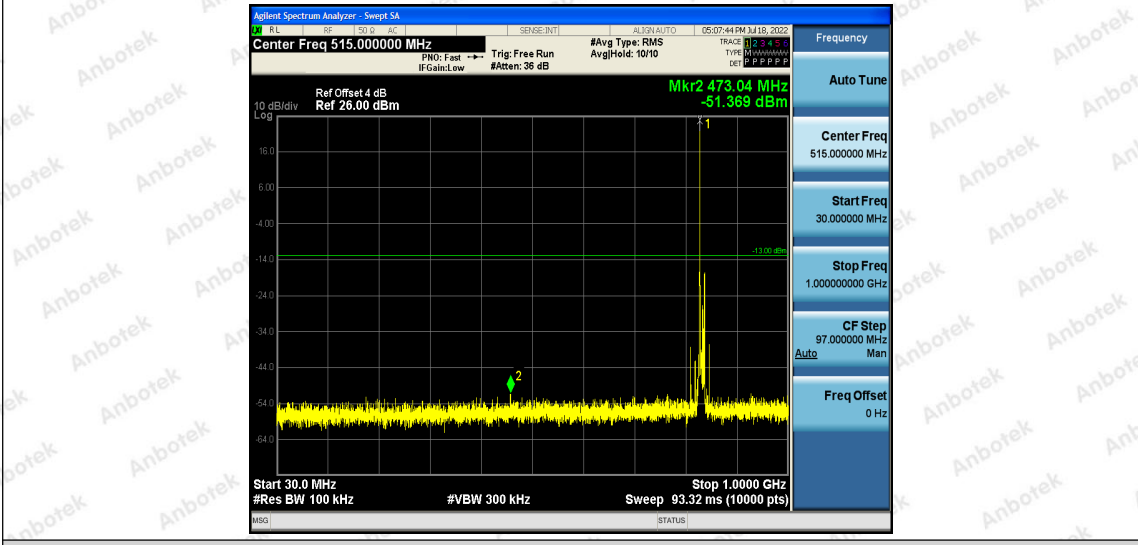 Agilent Spectrum Analyzer - Swept SA
LXI RL RF 50 Ω AC SENSE:INT ALIGN AUTO 05:07:44 PM Jul 18, 2022
Center Freq 515.000000 MHz
PNO: Fast
IFGain:Low
Trig: Free Run
#Atten: 36 dB
#Avg Type: RMS
Avg|Hold: 10/10
TRACE 1 2 3 4 5 6
TYPE M W W W W W
DET P P P P P P
Mkr2 473.04 MHz
-51.369 dBm
Ref Offset 4 dB
10 dB/div Ref 26.00 dBm
Log
1
16.0
6.00
-4.00
-13.00 dBm
-14.0
-24.0
-34.0
-44.0
2
-54.0
-64.0
Start 30.0 MHz Stop 1.0000 GHz
#Res BW 100 kHz #VBW 300 kHz Sweep 93.32 ms (10000 pts)
MSG STATUS
Frequency
Auto Tune
Center Freq
515.000000 MHz
Start Freq
30.000000 MHz
Stop Freq
1.000000000 GHz
CF Step
97.000000 MHz
Auto Man
Freq Offset
0 Hz
Anbotek